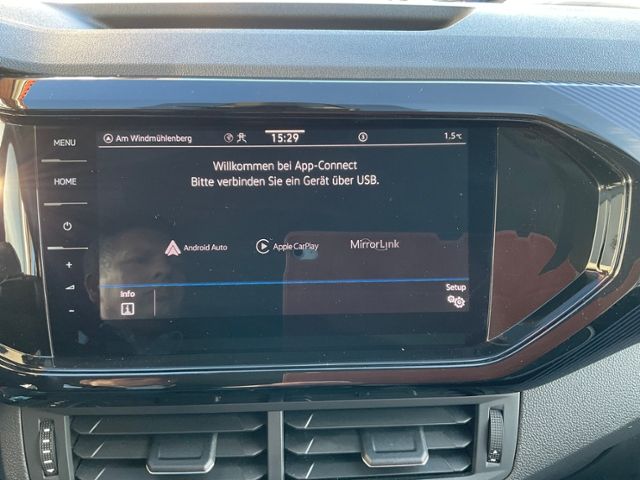 MENU
Am Windmühlenberg
15:29
1,5°C
Willkommen bei App-Connect
Bitte verbinden Sie ein Gerät über USB.
HOME
Android Auto
Apple CarPlay
MirrorLink
+
-
Info
Setup